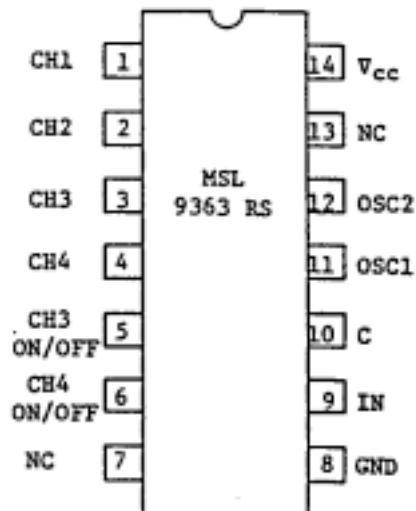 CH1 1 14 Vcc
CH2 2 13 NC
MSL
9363 RS
CH3 3 12 OSC2
CH4 4 11 OSC1
CH3
ON/OFF 5 10 C
CH4
ON/OFF 6 9 IN
NC 7 8 GND